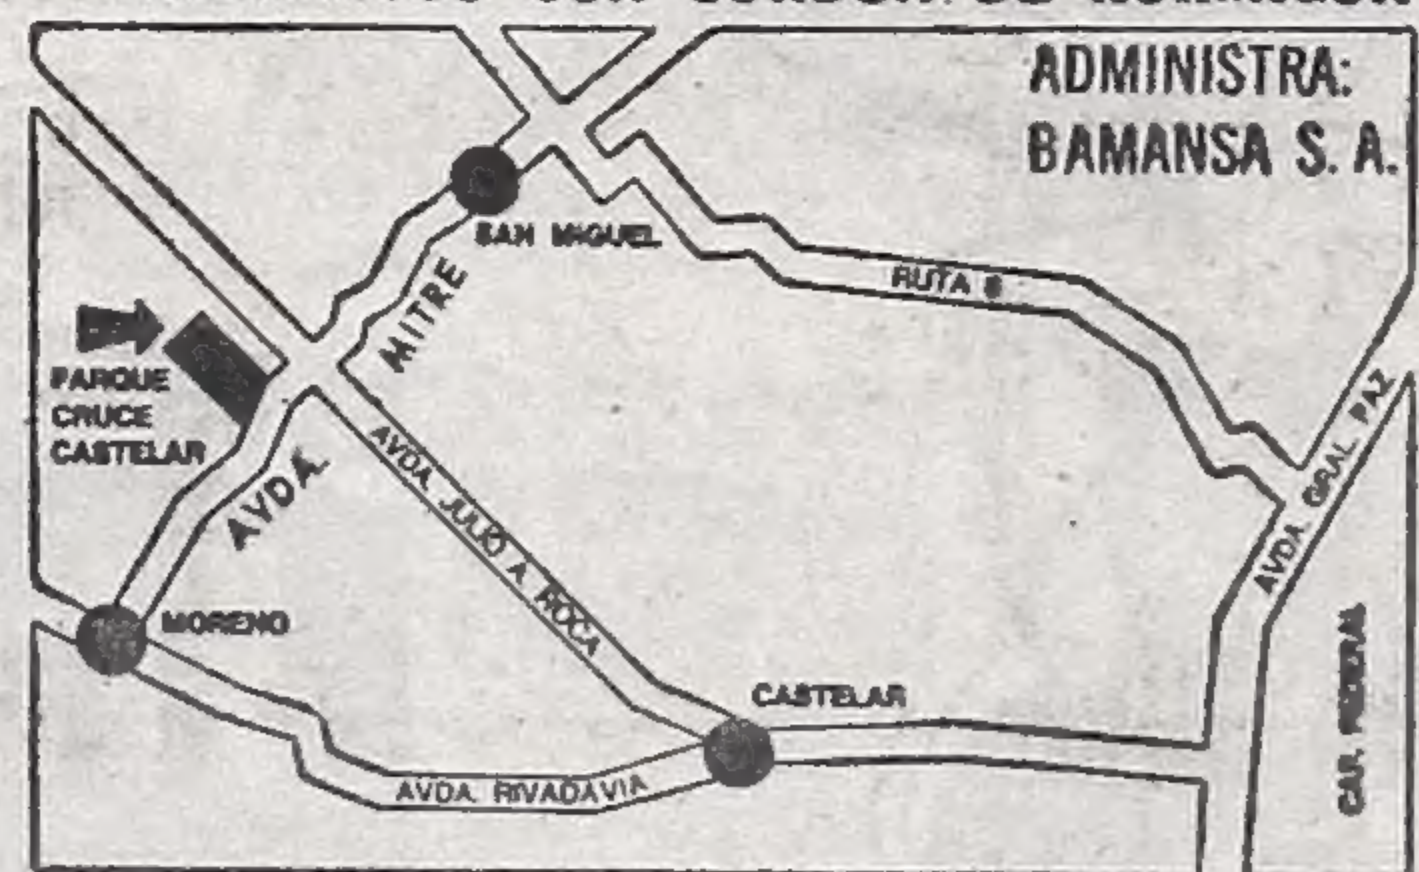 ADMINISTRA:
BAMANSA S. A.
SAN MIGUEL
MITRE
RUTA 8
PARQUE
CRUCE
CASTELAR
AVDA. GRAL PAZ
AVDA. JULIO A. ROCA
AVDA.
MORENO
CASTELAR
CAP. FEDERAL
AVDA. RIVADAVIA